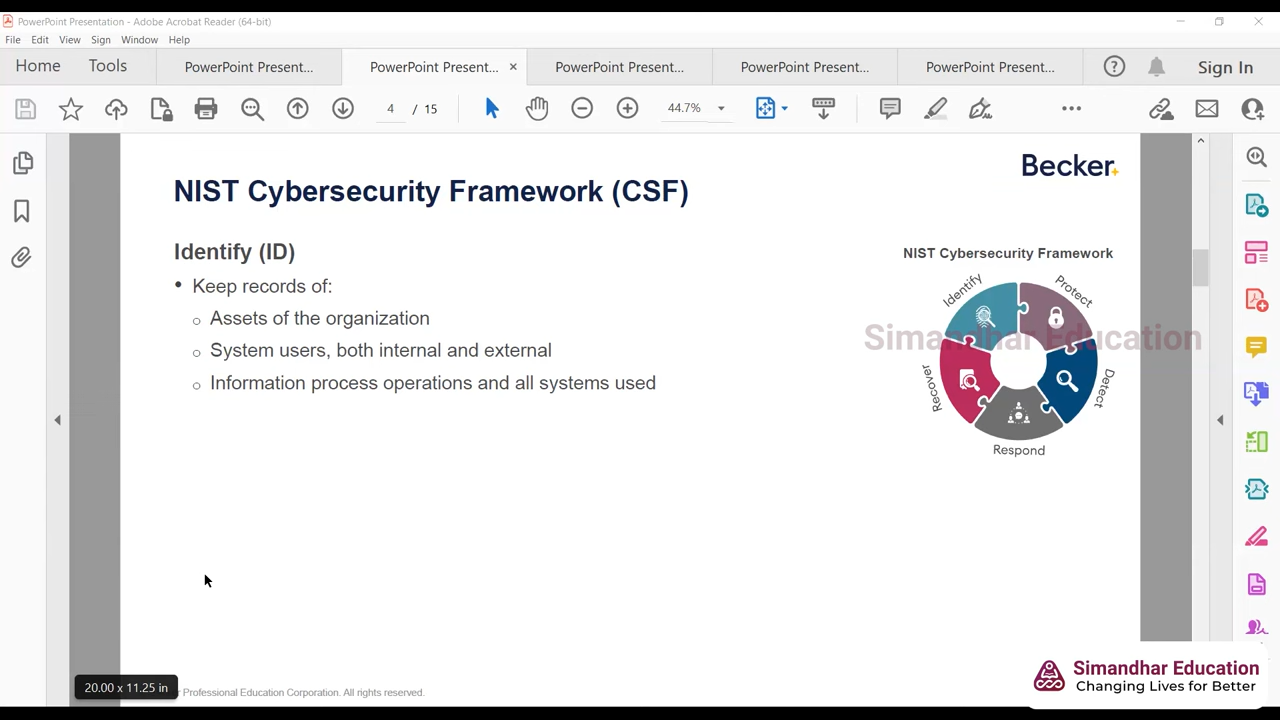 PowerPoint Presentation - Adobe Acrobat Reader (64-bit)
File Edit View Sign Window Help
Home Tools PowerPoint Present... PowerPoint Present... × PowerPoint Present... PowerPoint Present... PowerPoint Present... Sign In
4 / 15 44.7%
Becker
NIST Cybersecurity Framework (CSF)
Identify (ID)
• Keep records of:
o Assets of the organization
o System users, both internal and external
o Information process operations and all systems used
NIST Cybersecurity Framework
Identify
Protect
Simandhar Education
Recover
Detect
Respond
20.00 x 11.25 in
Professional Education Corporation. All rights reserved.
Simandhar Education
Changing Lives for Better